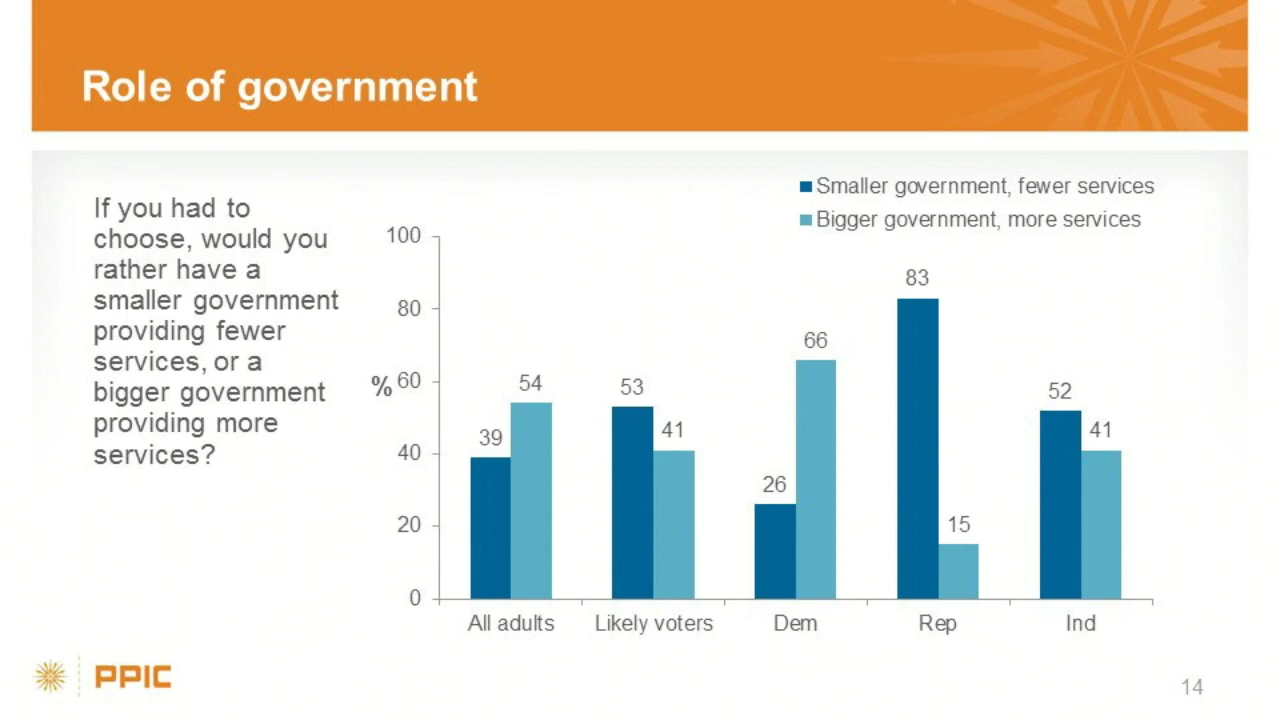 Role of government
If you had to
choose, would you
rather have a
smaller government
providing fewer
services, or a
bigger government
providing more
services?
Smaller government, fewer services
Bigger government, more services
%
100
80
60
40
20
0
39
54
53
41
26
66
83
15
52
41
All adults
Likely voters
Dem
Rep
Ind
PPIC
14